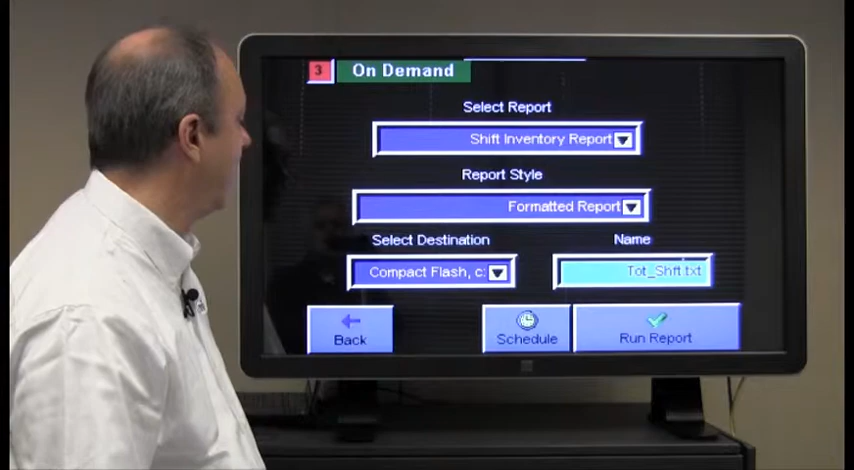 3 On Demand
Select Report
Shift Inventory Report
Report Style
Formatted Report
Select Destination Name
Compact Flash, c: Tot_Shft.txt
Back Schedule Run Report